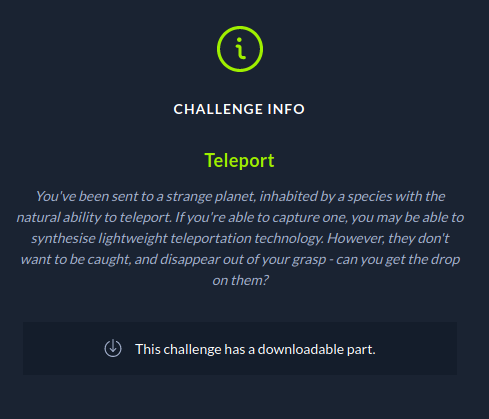 CHALLENGE INFO
Teleport
You've been sent to a strange planet, inhabited by a species with the
natural ability to teleport. If you're able to capture one, you may be able to
synthesise lightweight teleportation technology. However, they don't
want to be caught, and disappear out of your grasp - can you get the drop
on them?
This challenge has a downloadable part.